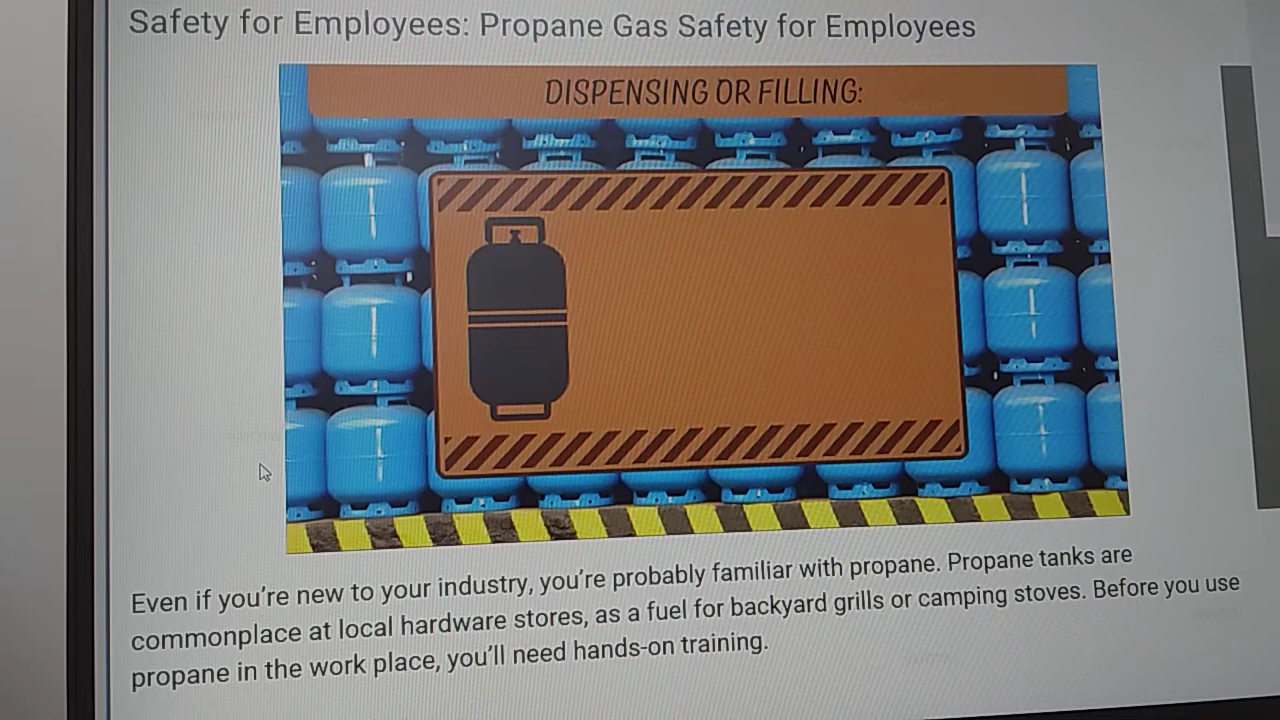 Safety for Employees: Propane Gas Safety for Employees
DISPENSING OR FILLING:
Even if you’re new to your industry, you’re probably familiar with propane. Propane tanks are
commonplace at local hardware stores, as a fuel for backyard grills or camping stoves. Before you use
propane in the work place, you’ll need hands-on training.